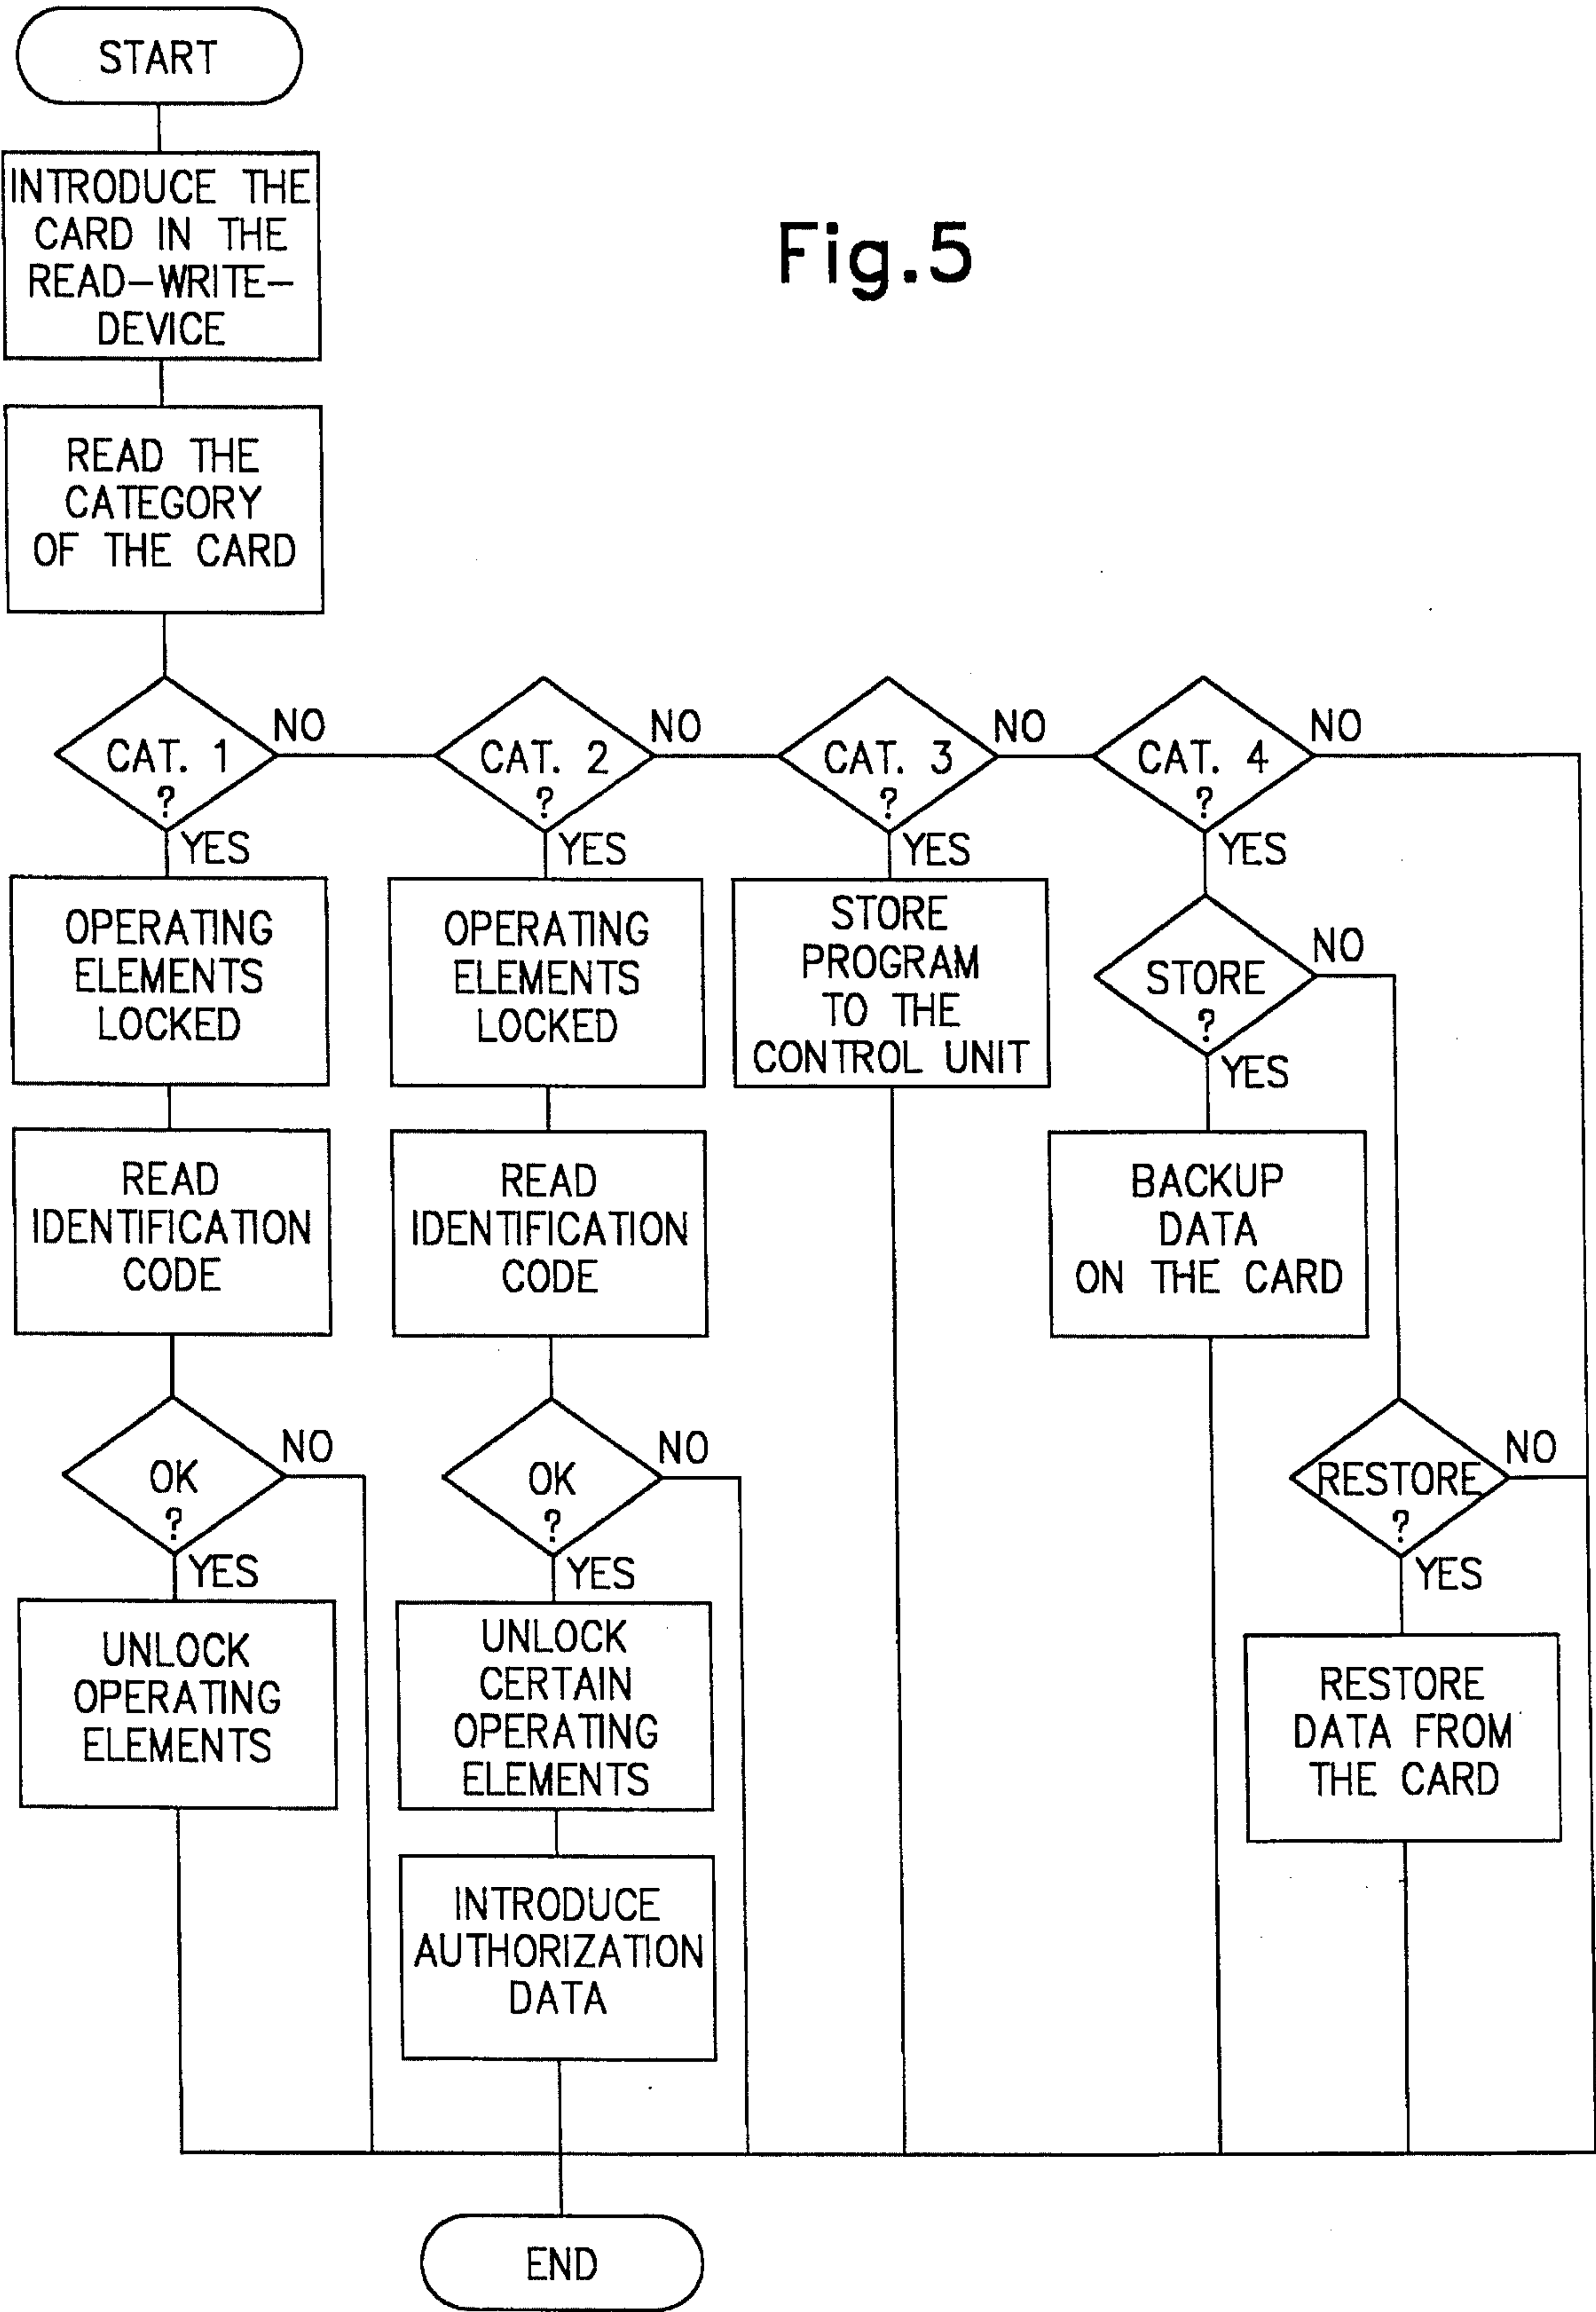 START
INTRODUCE THE
CARD IN THE
READ-WRITE-
DEVICE
Fig.5
READ THE
CATEGORY
OF THE CARD
CAT. 1
?
NO
YES
CAT. 2
?
NO
YES
CAT. 3
?
NO
YES
CAT. 4
?
NO
YES
OPERATING
ELEMENTS
LOCKED
READ
IDENTIFICATION
CODE
OK
?
NO
YES
UNLOCK
OPERATING
ELEMENTS
OPERATING
ELEMENTS
LOCKED
READ
IDENTIFICATION
CODE
OK
?
NO
YES
UNLOCK
CERTAIN
OPERATING
ELEMENTS
INTRODUCE
AUTHORIZATION
DATA
STORE
PROGRAM
TO THE
CONTROL UNIT
STORE
?
NO
YES
BACKUP
DATA
ON THE CARD
RESTORE
?
NO
YES
RESTORE
DATA FROM
THE CARD
END